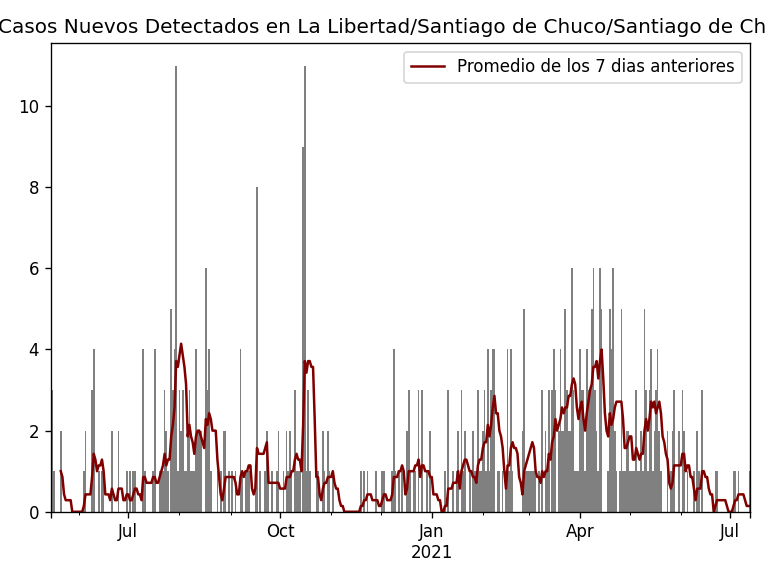 Casos Nuevos Detectados en La Libertad/Santiago de Chuco/Santiago de Ch
Promedio de los 7 dias anteriores
10
8
6
4
2
0
Jul Oct Jan Apr Jul
2021